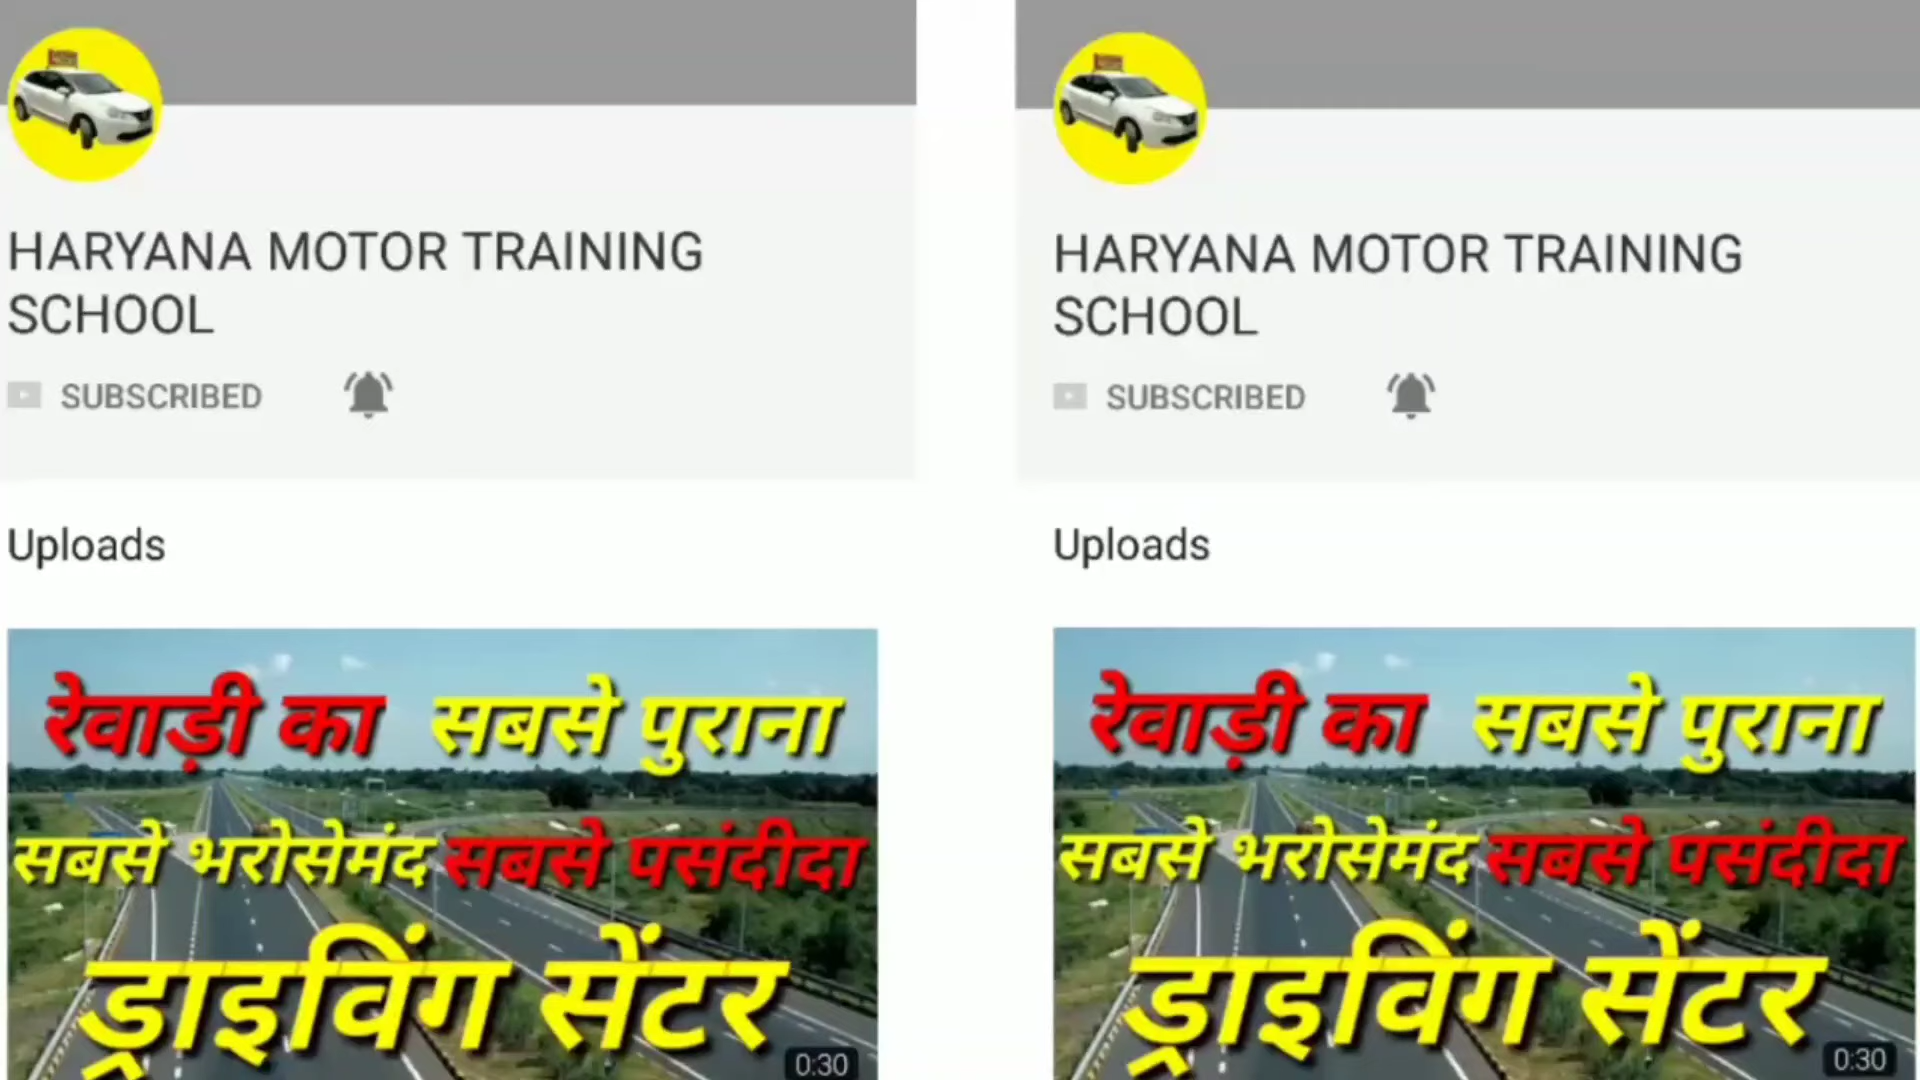 HARYANA MOTOR TRAINING
SCHOOL
SUBSCRIBED
Uploads
रेवाड़ी का सबसे पुराना
सबसे भरोसेमंद सबसे पसंदीदा
ड्राइविंग सेंटर
0:30
HARYANA MOTOR TRAINING
SCHOOL
SUBSCRIBED
Uploads
रेवाड़ी का सबसे पुराना
सबसे भरोसेमंद सबसे पसंदीदा
ड्राइविंग सेंटर
0:30